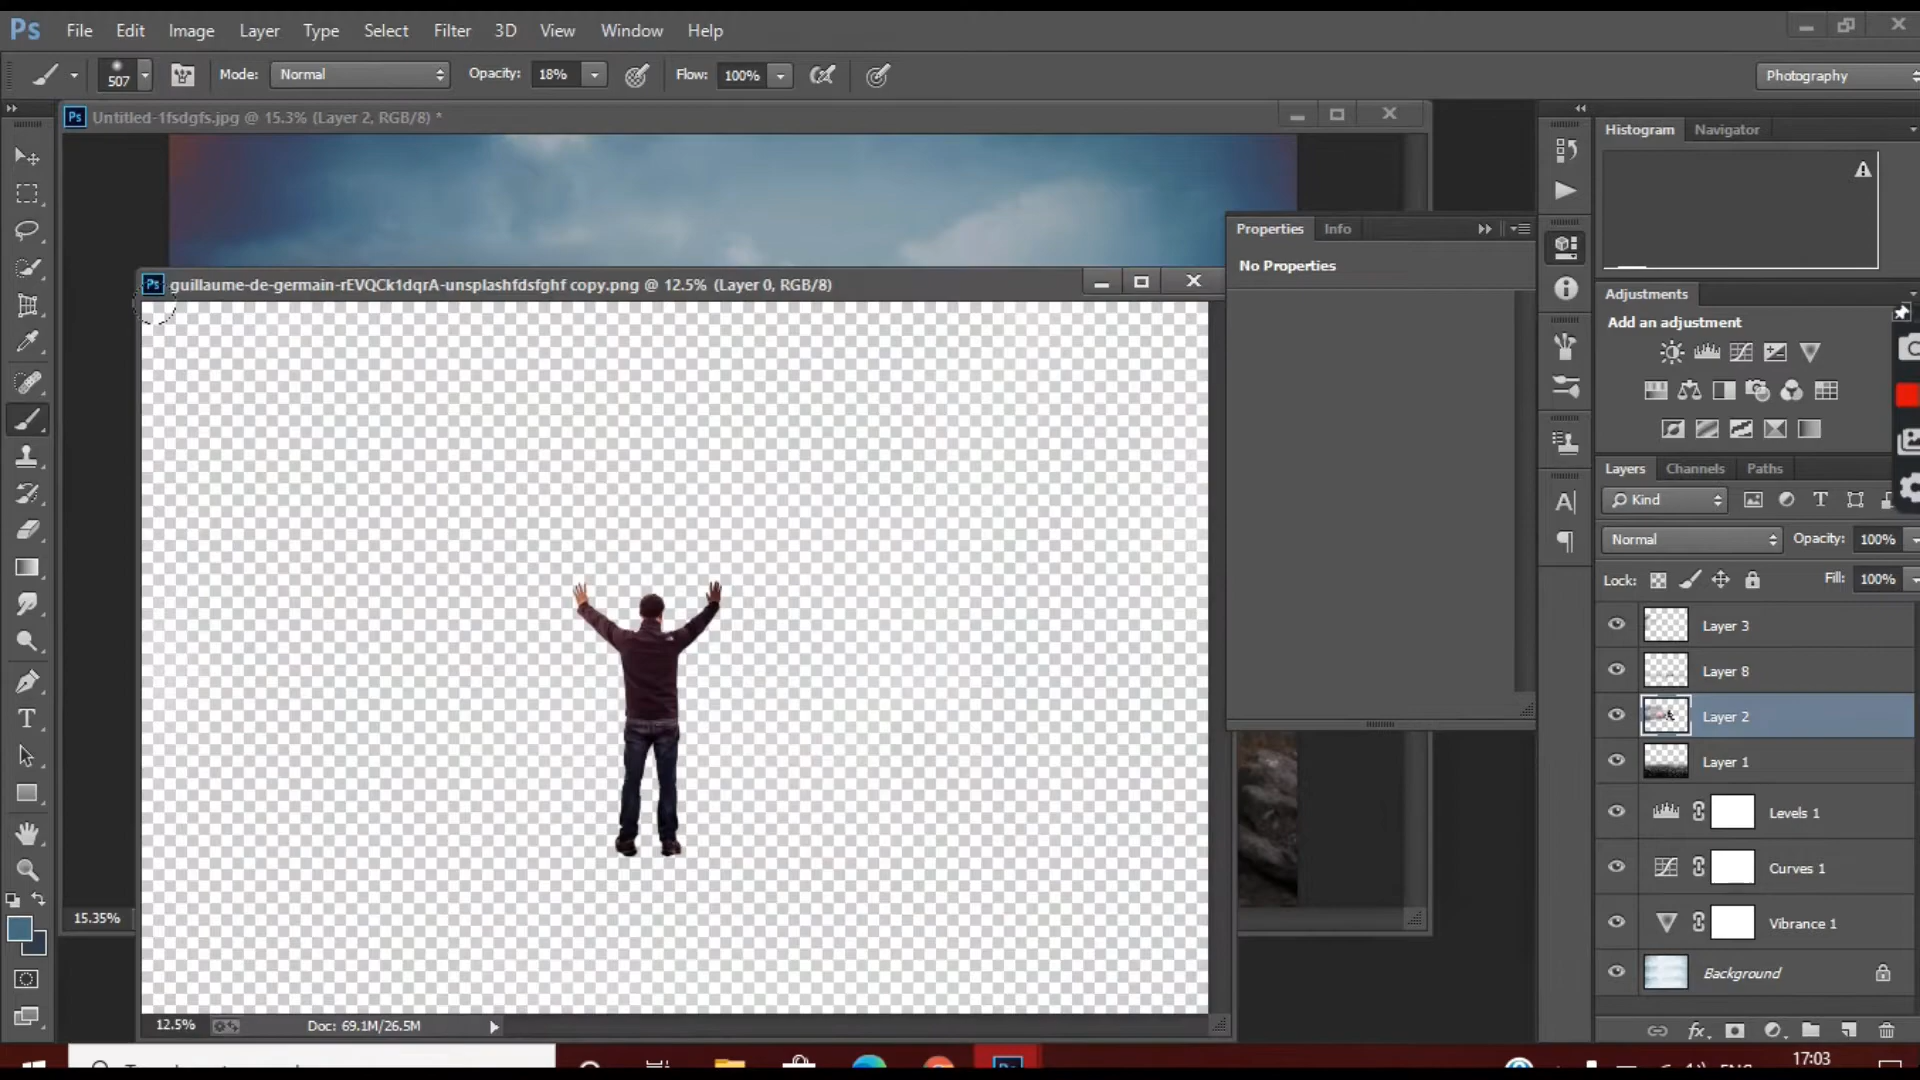 Ps File Edit Image Layer Type Select Filter 3D View Window Help
507 Mode: Normal Opacity: 18% Flow: 100% Photography
Ps Untitled-1fsdgfs.jpg @ 15.3% (Layer 2, RGB/8) *
Histogram Navigator
Properties Info
No Properties
Ps guillaume-de-germain-rEVQCk1dqrA-unsplashfdsfghf copy.png @ 12.5% (Layer 0, RGB/8)
Adjustments
Add an adjustment
Layers Channels Paths
Kind
Normal Opacity: 100%
Lock: Fill: 100%
Layer 3
Layer 8
Layer 2
Layer 1
Levels 1
Curves 1
Vibrance 1
Background
15.35%
12.5% Doc: 69.1M/26.5M
fx
17:03